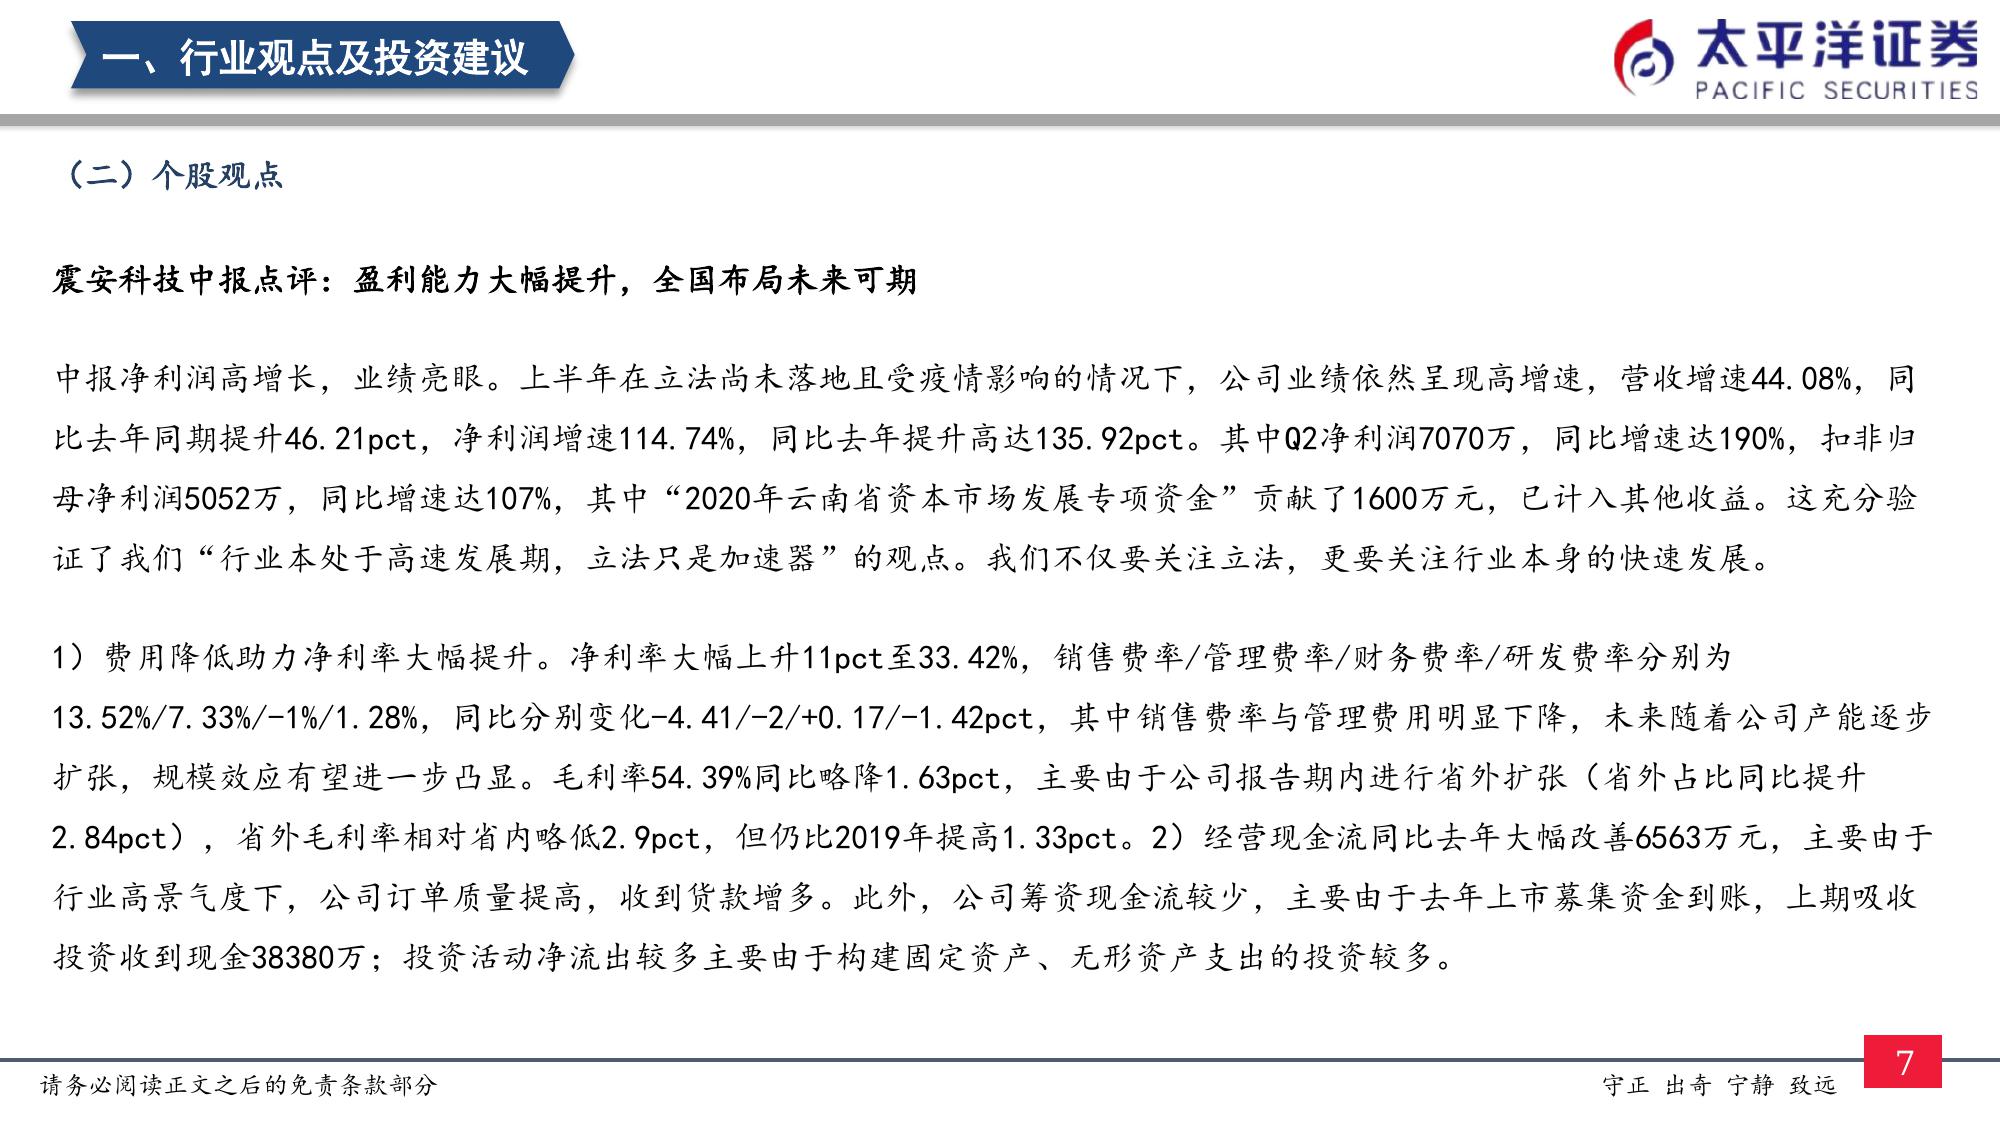 一、行业观点及投资建议
太平洋证券
PACIFIC SECURITIES
（二）个股观点
震安科技中报点评：盈利能力大幅提升，全国布局未来可期
中报净利润高增长，业绩亮眼。上半年在立法尚未落地且受疫情影响的情况下，公司业绩依然呈现高增速，营收增速44.08%，同
比去年同期提升46.21pct，净利润增速114.74%，同比去年提升高达135.92pct。其中Q2净利润7070万，同比增速达190%，扣非归
母净利润5052万，同比增速达107%，其中“2020年云南省资本市场发展专项资金”贡献了1600万元，已计入其他收益。这充分验
证了我们“行业本处于高速发展期，立法只是加速器”的观点。我们不仅要关注立法，更要关注行业本身的快速发展。
1）费用降低助力净利率大幅提升。净利率大幅上升11pct至33.42%，销售费率/管理费率/财务费率/研发费率分别为
13.52%/7.33%/-1%/1.28%，同比分别变化-4.41/-2/+0.17/-1.42pct，其中销售费率与管理费用明显下降，未来随着公司产能逐步
扩张，规模效应有望进一步凸显。毛利率54.39%同比略降1.63pct，主要由于公司报告期内进行省外扩张（省外占比同比提升
2.84pct），省外毛利率相对省内略低2.9pct，但仍比2019年提高1.33pct。2）经营现金流同比去年大幅改善6563万元，主要由于
行业高景气度下，公司订单质量提高，收到货款增多。此外，公司筹资现金流较少，主要由于去年上市募集资金到账，上期吸收
投资收到现金38380万；投资活动净流出较多主要由于构建固定资产、无形资产支出的投资较多。
请务必阅读正文之后的免责条款部分
守正 出奇 宁静 致远
7